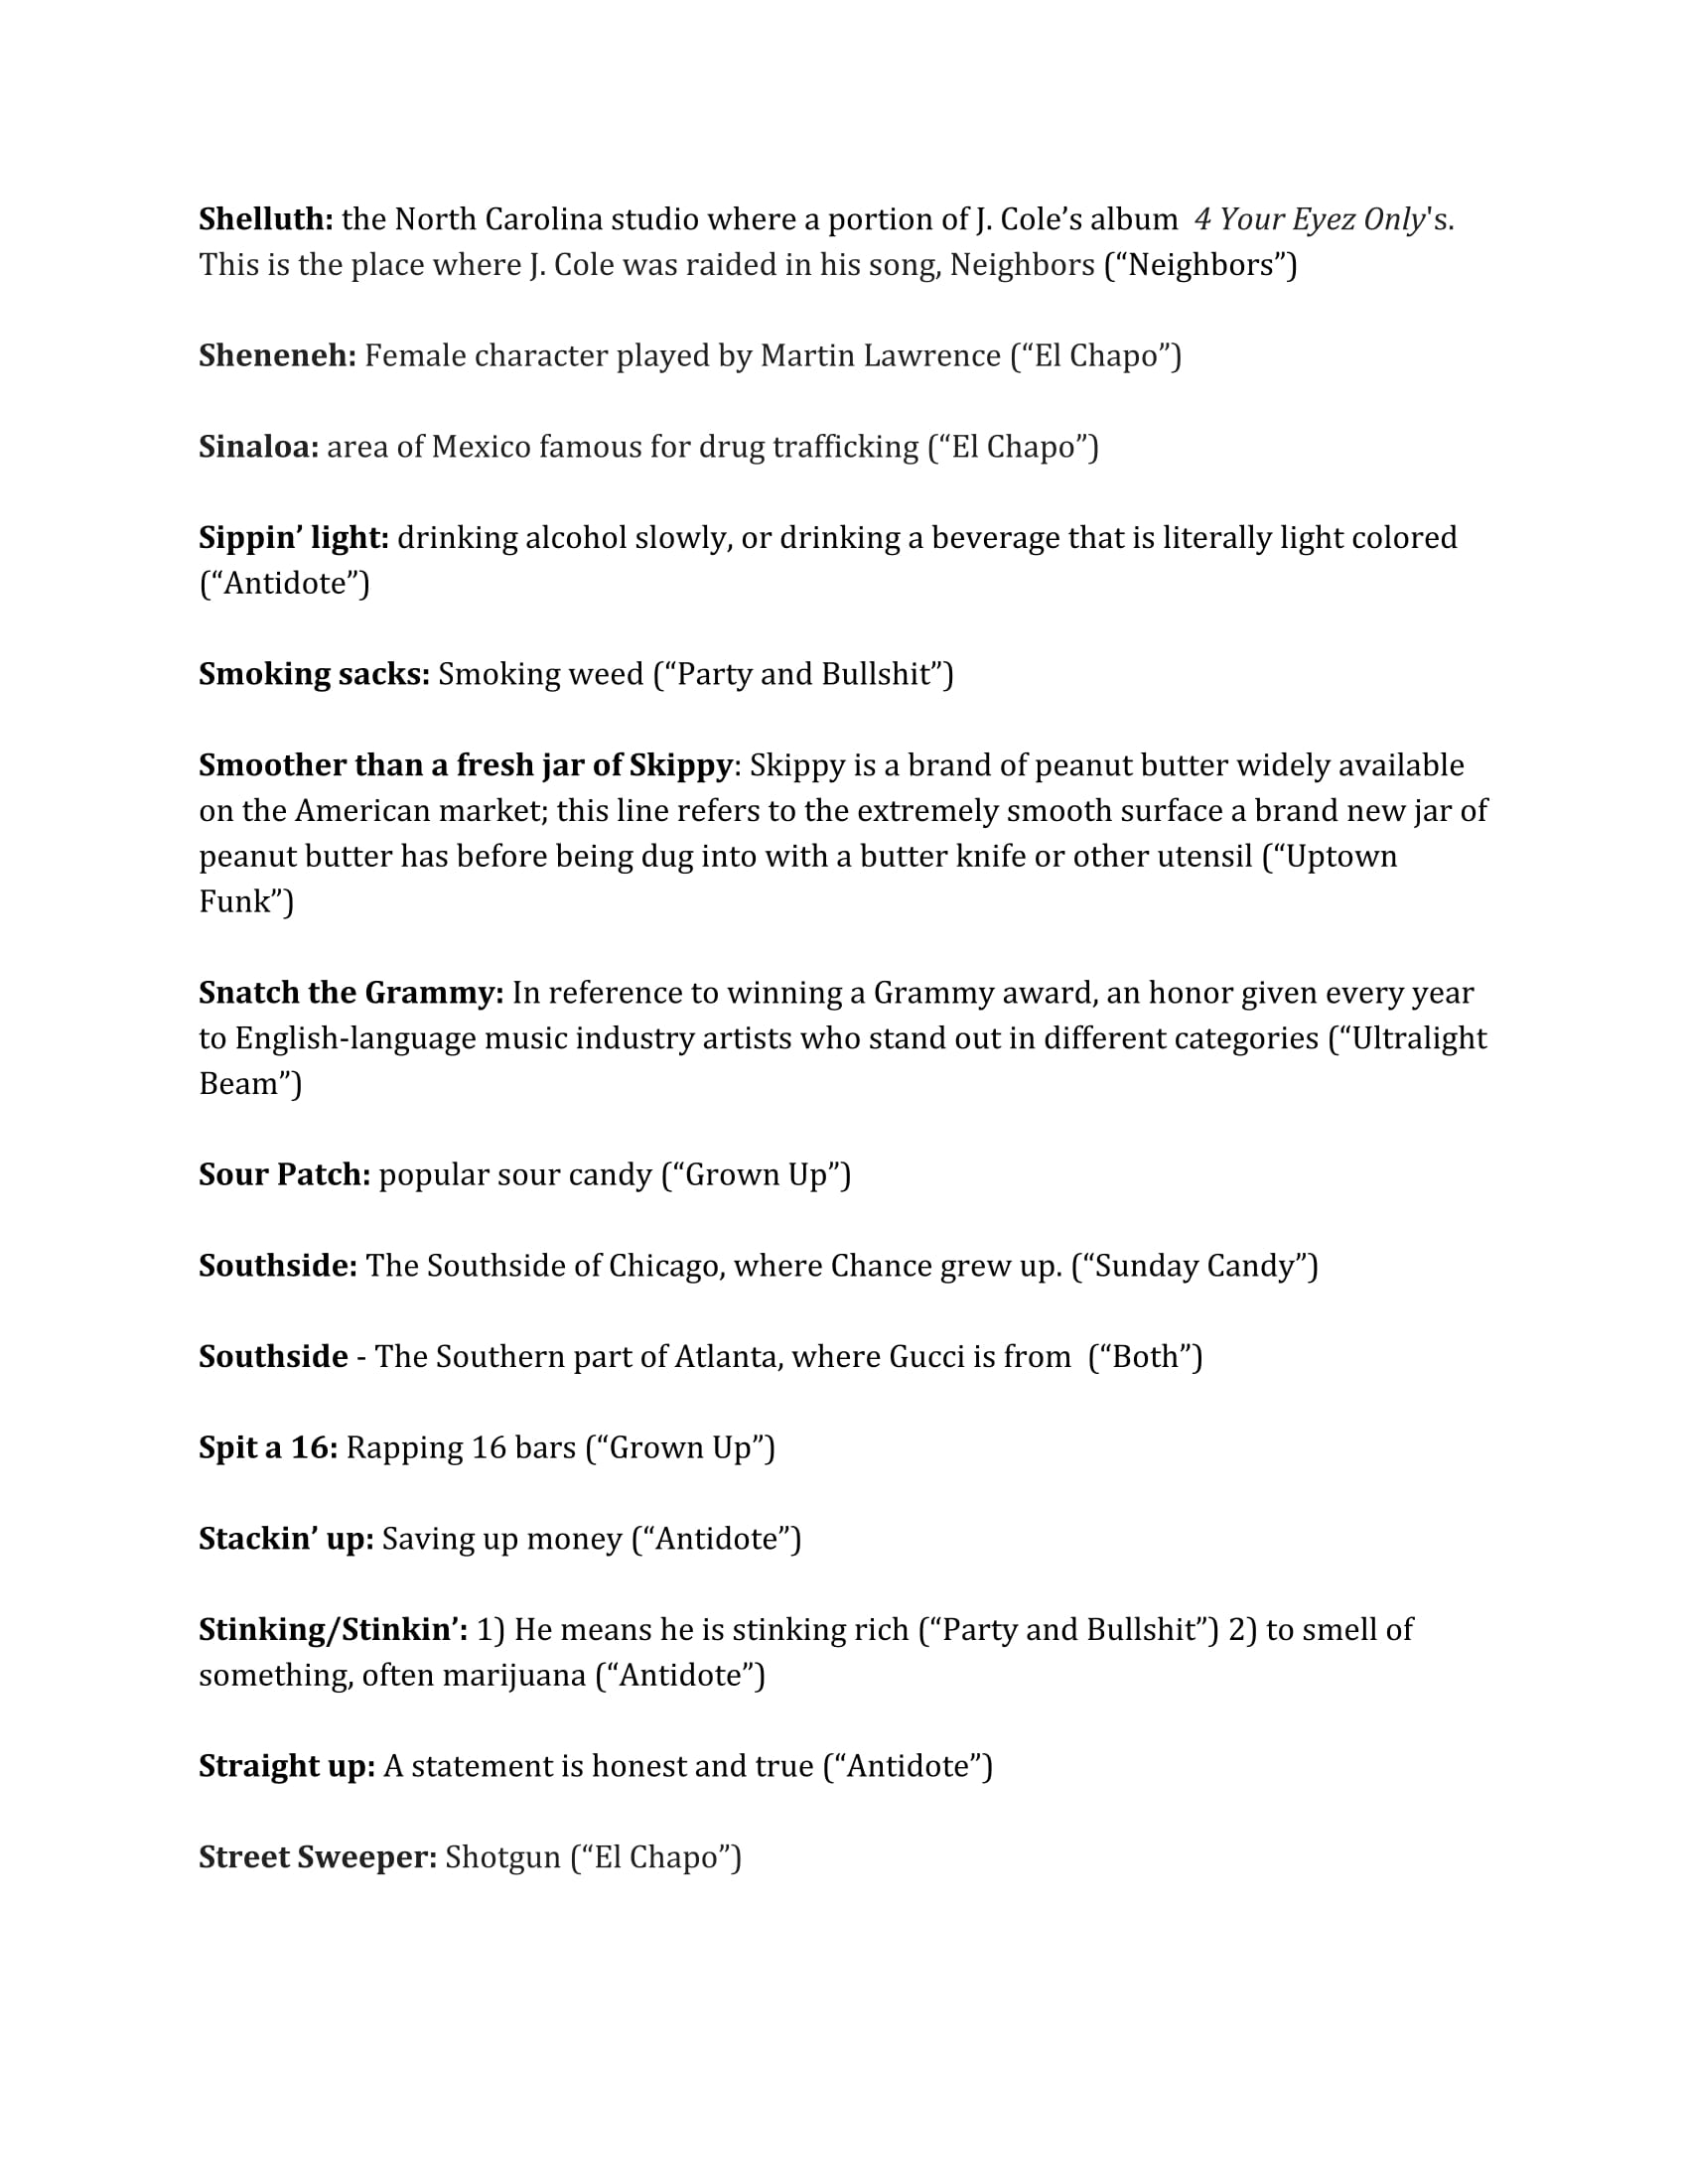 Shelluth: the North Carolina studio where a portion of J. Cole’s album  4 Your Eyez Only's.
This is the place where J. Cole was raided in his song, Neighbors (“Neighbors”)
Sheneneh: Female character played by Martin Lawrence (“El Chapo”)
Sinaloa: area of Mexico famous for drug trafficking (“El Chapo”)
Sippin’ light: drinking alcohol slowly, or drinking a beverage that is literally light colored
(“Antidote”)
Smoking sacks: Smoking weed (“Party and Bullshit”)
Smoother than a fresh jar of Skippy: Skippy is a brand of peanut butter widely available
on the American market; this line refers to the extremely smooth surface a brand new jar of
peanut butter has before being dug into with a butter knife or other utensil (“Uptown
Funk”)
Snatch the Grammy: In reference to winning a Grammy award, an honor given every year
to English-language music industry artists who stand out in different categories (“Ultralight
Beam”)
Sour Patch: popular sour candy (“Grown Up”)
Southside: The Southside of Chicago, where Chance grew up. (“Sunday Candy”)
Southside - The Southern part of Atlanta, where Gucci is from  (“Both”)
Spit a 16: Rapping 16 bars (“Grown Up”)
Stackin’ up: Saving up money (“Antidote”)
Stinking/Stinkin’: 1) He means he is stinking rich (“Party and Bullshit”) 2) to smell of
something, often marijuana (“Antidote”)
Straight up: A statement is honest and true (“Antidote”)
Street Sweeper: Shotgun (“El Chapo”)